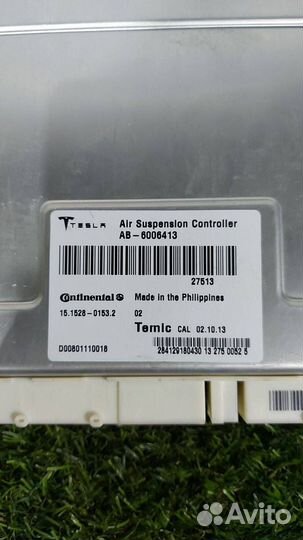 TESLA Air Suspension Controller
AB-6006413
27513
Continental Made in the Philippines
15.1528-0153.2 02
Temic CAL 02.10.13
D00801110018 284129180430 13 275 0052 5
Avito